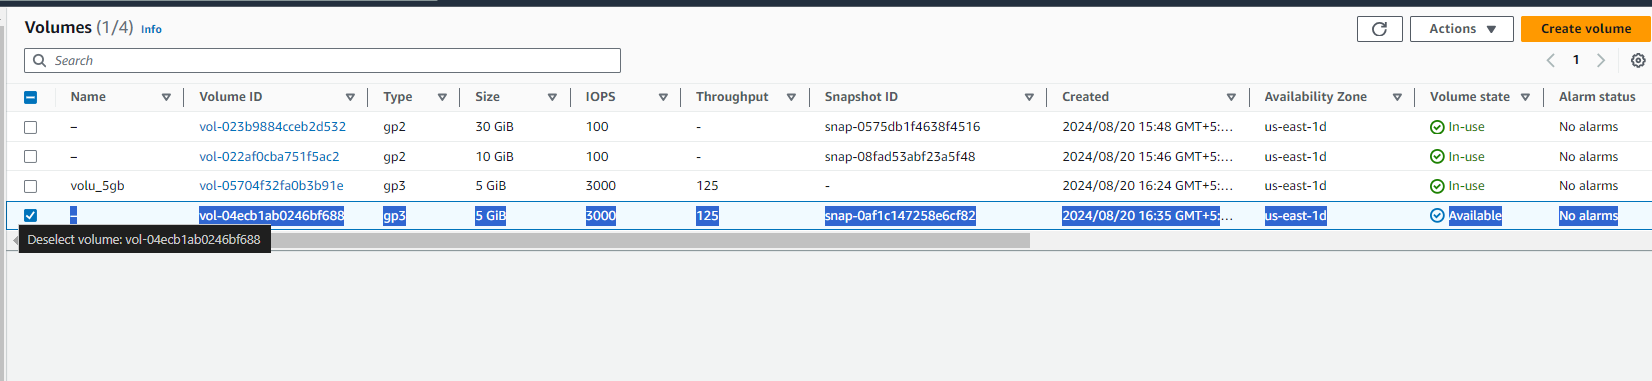 Volumes (1/4) Info
Actions ▼ Create volume
Search
1
Name Volume ID Type Size IOPS Throughput Snapshot ID Created Availability Zone Volume state Alarm status
– vol-023b9884cceb2d532 gp2 30 GiB 100 - snap-0575db1f4638f4516 2024/08/20 15:48 GMT+5:... us-east-1d In-use No alarms
– vol-022af0cba751f5ac2 gp2 10 GiB 100 - snap-08fad53abf23a5f48 2024/08/20 15:46 GMT+5:... us-east-1d In-use No alarms
volu_5gb vol-05704f32fa0b3b91e gp3 5 GiB 3000 125 - 2024/08/20 16:24 GMT+5:... us-east-1d In-use No alarms
– vol-04ecb1ab0246bf688 gp3 5 GiB 3000 125 snap-0af1c147258e6cf82 2024/08/20 16:35 GMT+5:... us-east-1d Available No alarms
Deselect volume: vol-04ecb1ab0246bf688